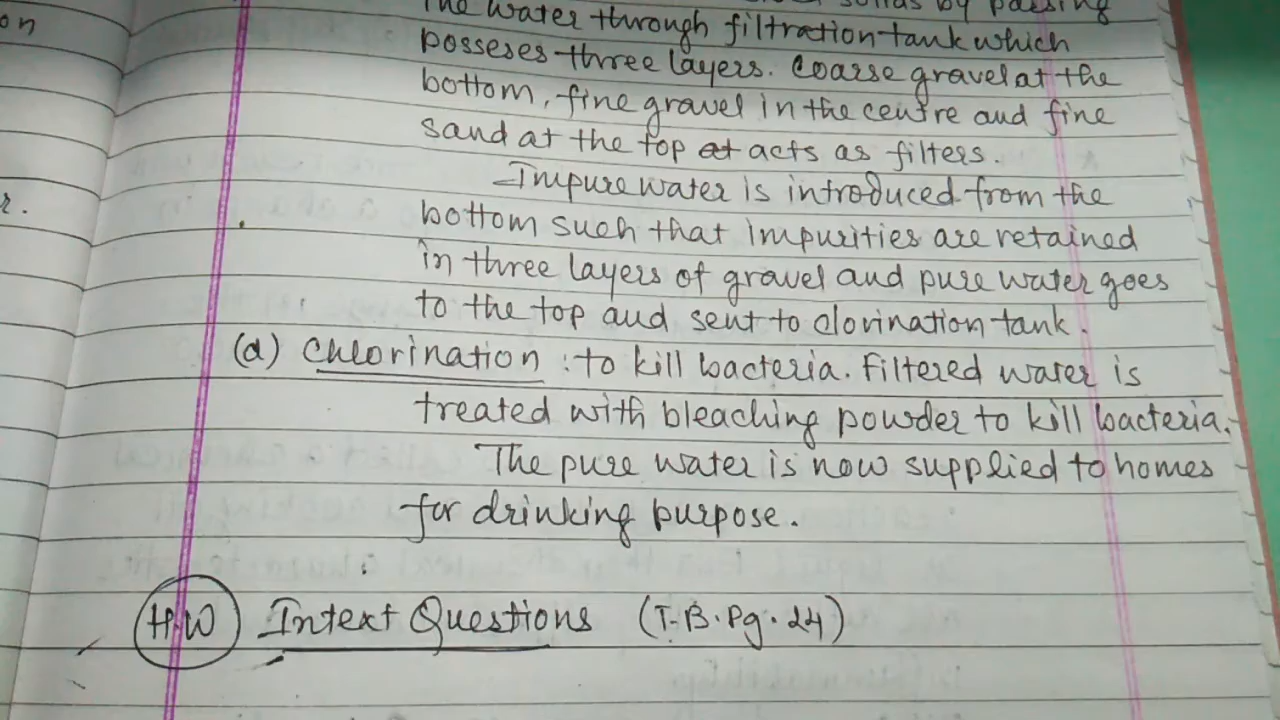 on
solids by passing
the water through filtration tank which
posseses three layers. Coarse gravel at the
bottom, fine gravel in the centre and fine
sand at the top at acts as filters.
Impure water is introduced from the
r.
bottom such that impurities are retained
in three layers of gravel and pure water goes
to the top and sent to clorination tank.
(d) Chlorination : to kill bacteria. Filtered water is
treated with bleaching powder to kill bacteria.
The pure water is now supplied to homes
for drinking purpose.
H.W Intext Questions (T.B. Pg. 24)